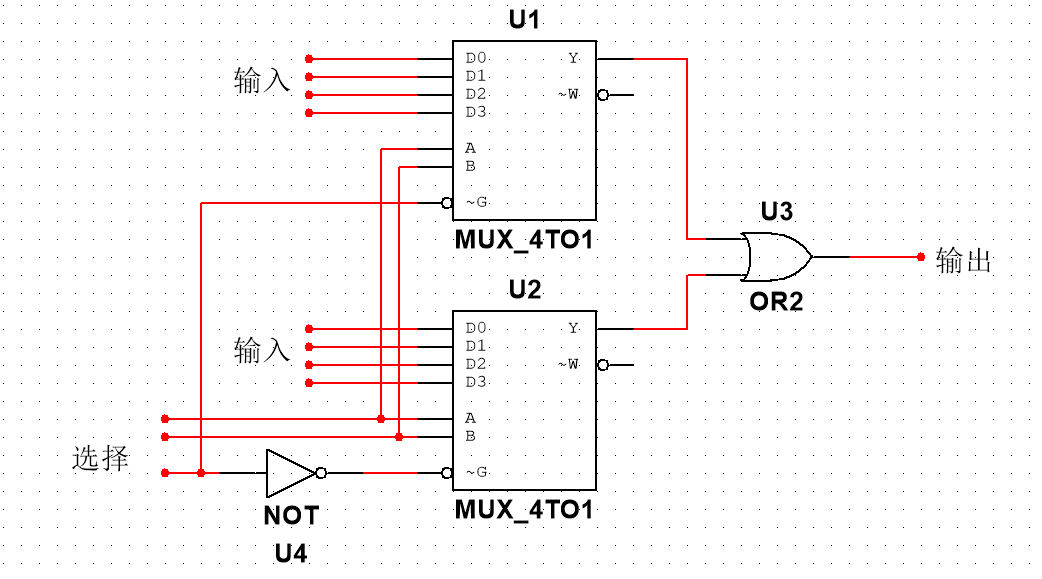 U1
输入
D0
D1
D2
D3
A
B
~G
Y
~W
MUX_4TO1
U2
输入
D0
D1
D2
D3
A
B
~G
Y
~W
MUX_4TO1
选择
NOT
U4
U3
OR2
输出